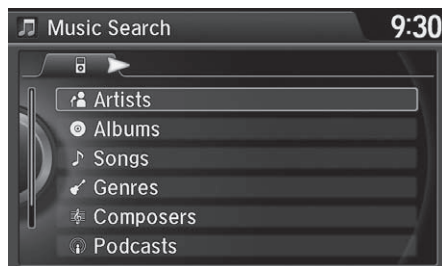 Music Search
9:30
Artists
Albums
Songs
Genres
Composers
Podcasts